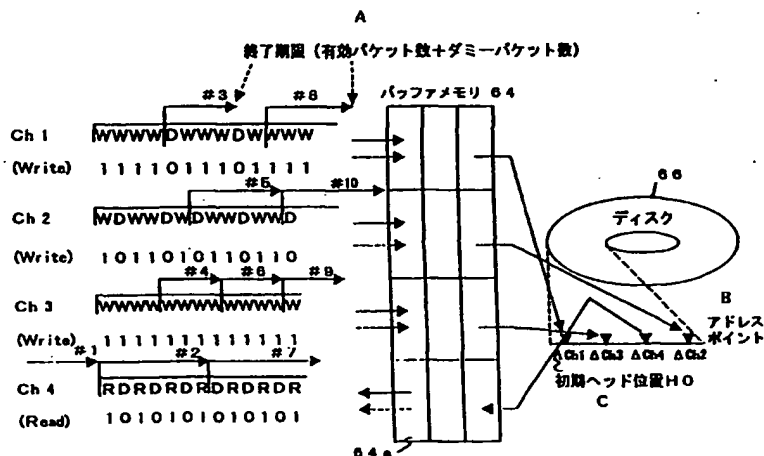 A
終了期限 (有効パケット数+ダミーパケット数)
#3 #8
バッファメモリ 64
Ch 1 WWWWDWWWDWWWW
(Write) 1111011101111
#5 #10
66
Ch 2 WDWWDWDWWDWWD
ディスク
(Write) 1011010110110
#4 #6 #9
B
Ch 3 WWWWWWWWWWWWW
アドレス
ポイント
(Write) 1111111111111
#1 #2 #7
ΔCh1 ΔCh3 ΔCh4 ΔCh2
初期ヘッド位置H0
Ch 4 RDRDRDRDRDRDR
C
(Read) 1010101010101
64a